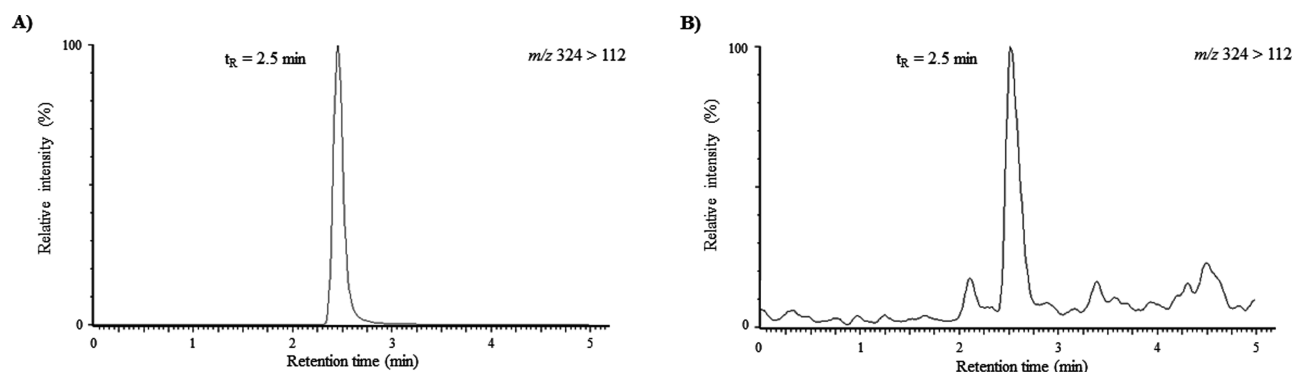 A)
100
t_R = 2.5 min
m/z 324 > 112
Relative intensity (%)
0
0 1 2 3 4 5
Retention time (min)
B)
100
t_R = 2.5 min
m/z 324 > 112
Relative intensity (%)
0
0 1 2 3 4 5
Retention time (min)